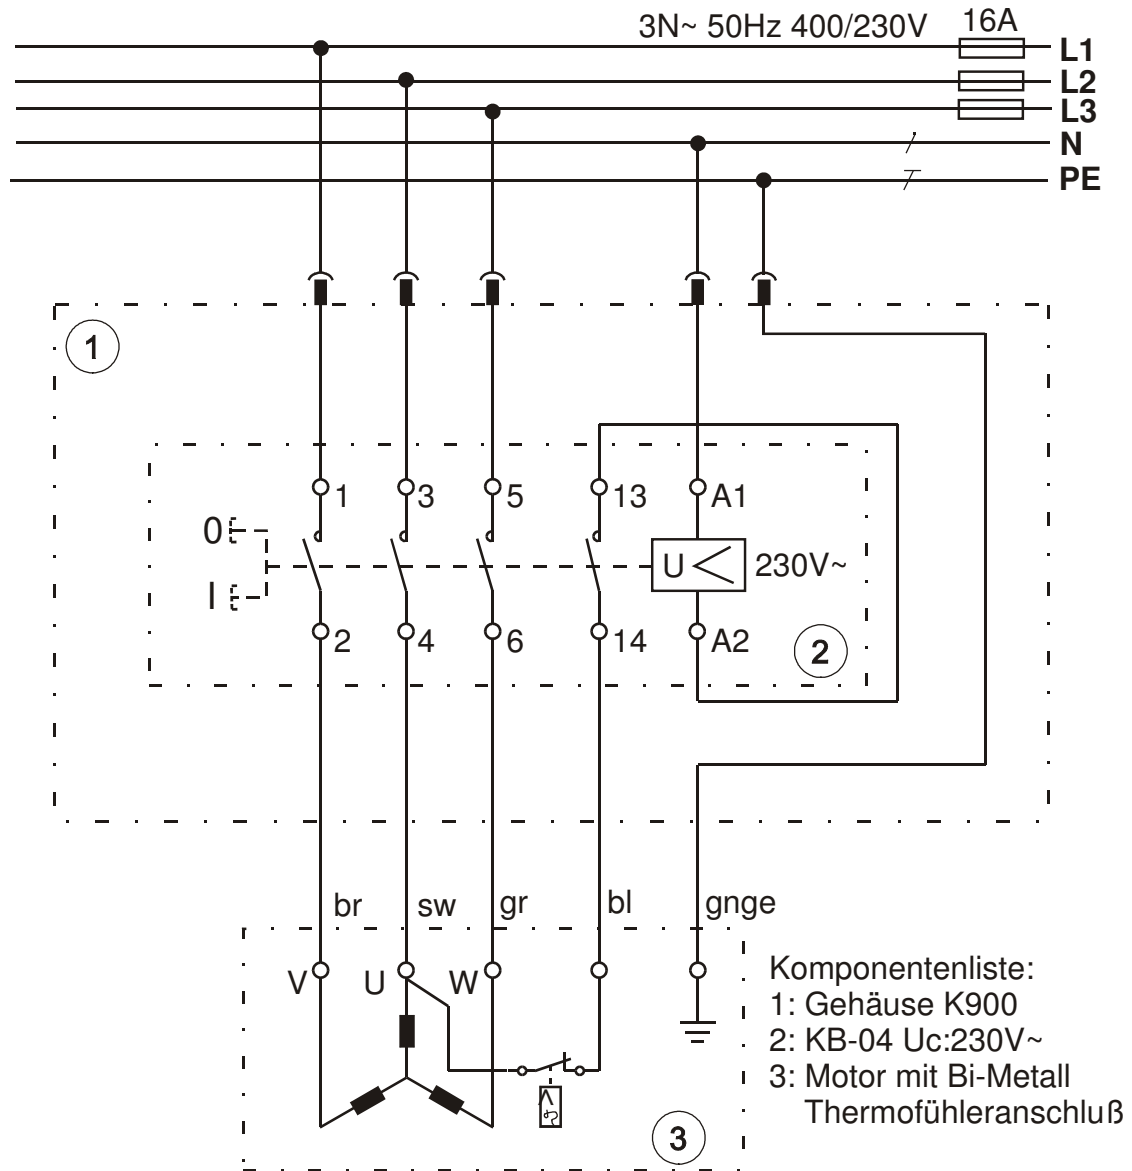 3N~ 50Hz 400/230V
16A
L1
L2
L3
N
PE
1
1
3
5
13
A1
0
I
U <
230V~
2
4
6
14
A2
2
br
sw
gr
bl
gnge
V
U
W
ϑ >
3
Komponentenliste:
1: Gehäuse K900
2: KB-04 Uc:230V~
3: Motor mit Bi-Metall
Thermofühleranschluß